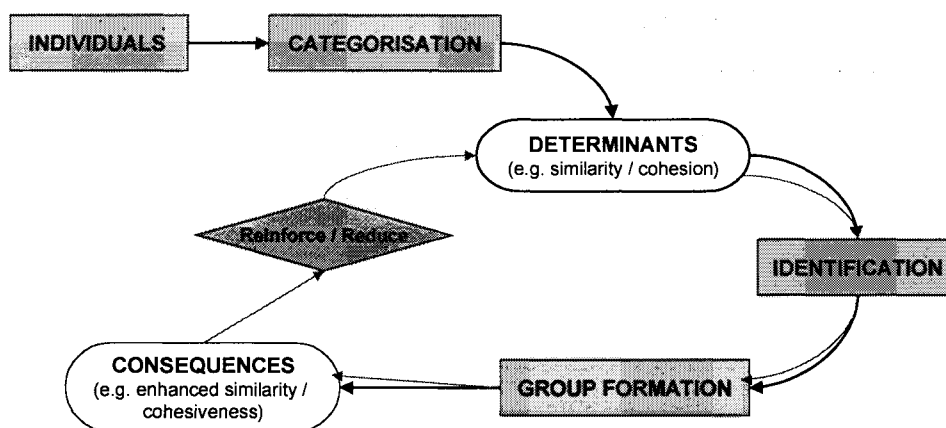 INDIVIDUALS
CATEGORISATION
DETERMINANTS
(e.g. similarity / cohesion)
Reinforce / Reduce
IDENTIFICATION
CONSEQUENCES
(e.g. enhanced similarity /
cohesiveness)
GROUP FORMATION